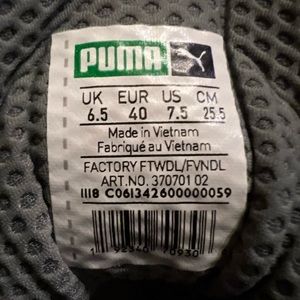 PUMA
UK EUR US CM
6.5 40 7.5 25.5
Made in Vietnam
Fabriqué au Vietnam
FACTORY FTWDL/FVNDL
ART.NO. 370701 02
1118 C061342600000059